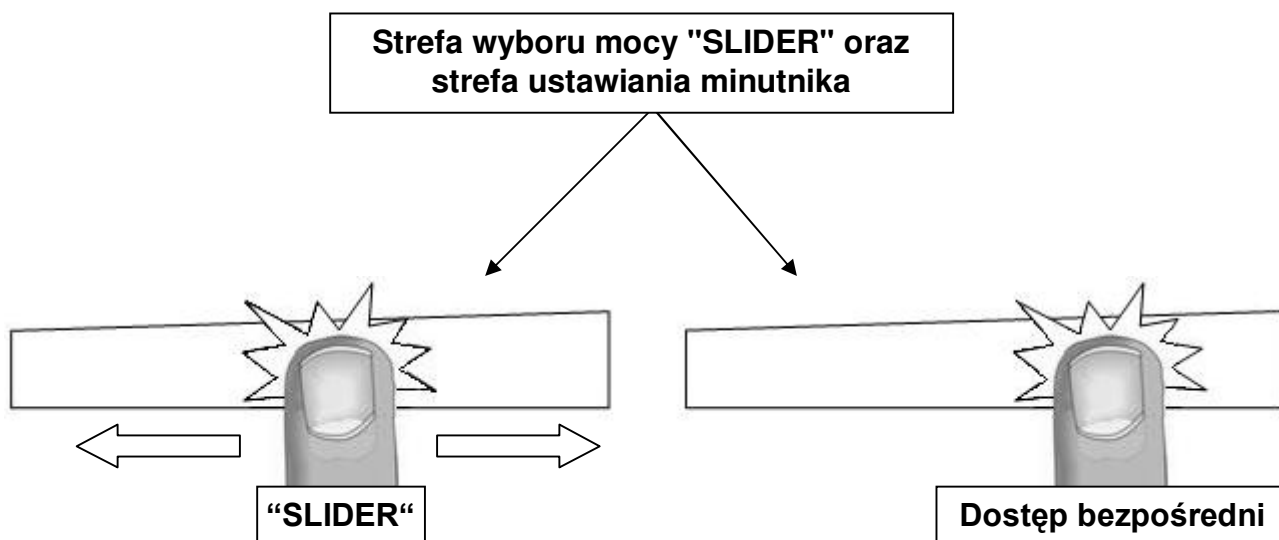 Strefa wyboru mocy "SLIDER" oraz
strefa ustawiania minutnika
“SLIDER“
Dostęp bezpośredni